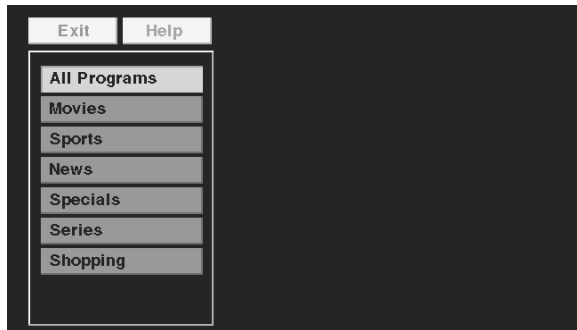 Exit Help
All Programs
Movies
Sports
News
Specials
Series
Shopping